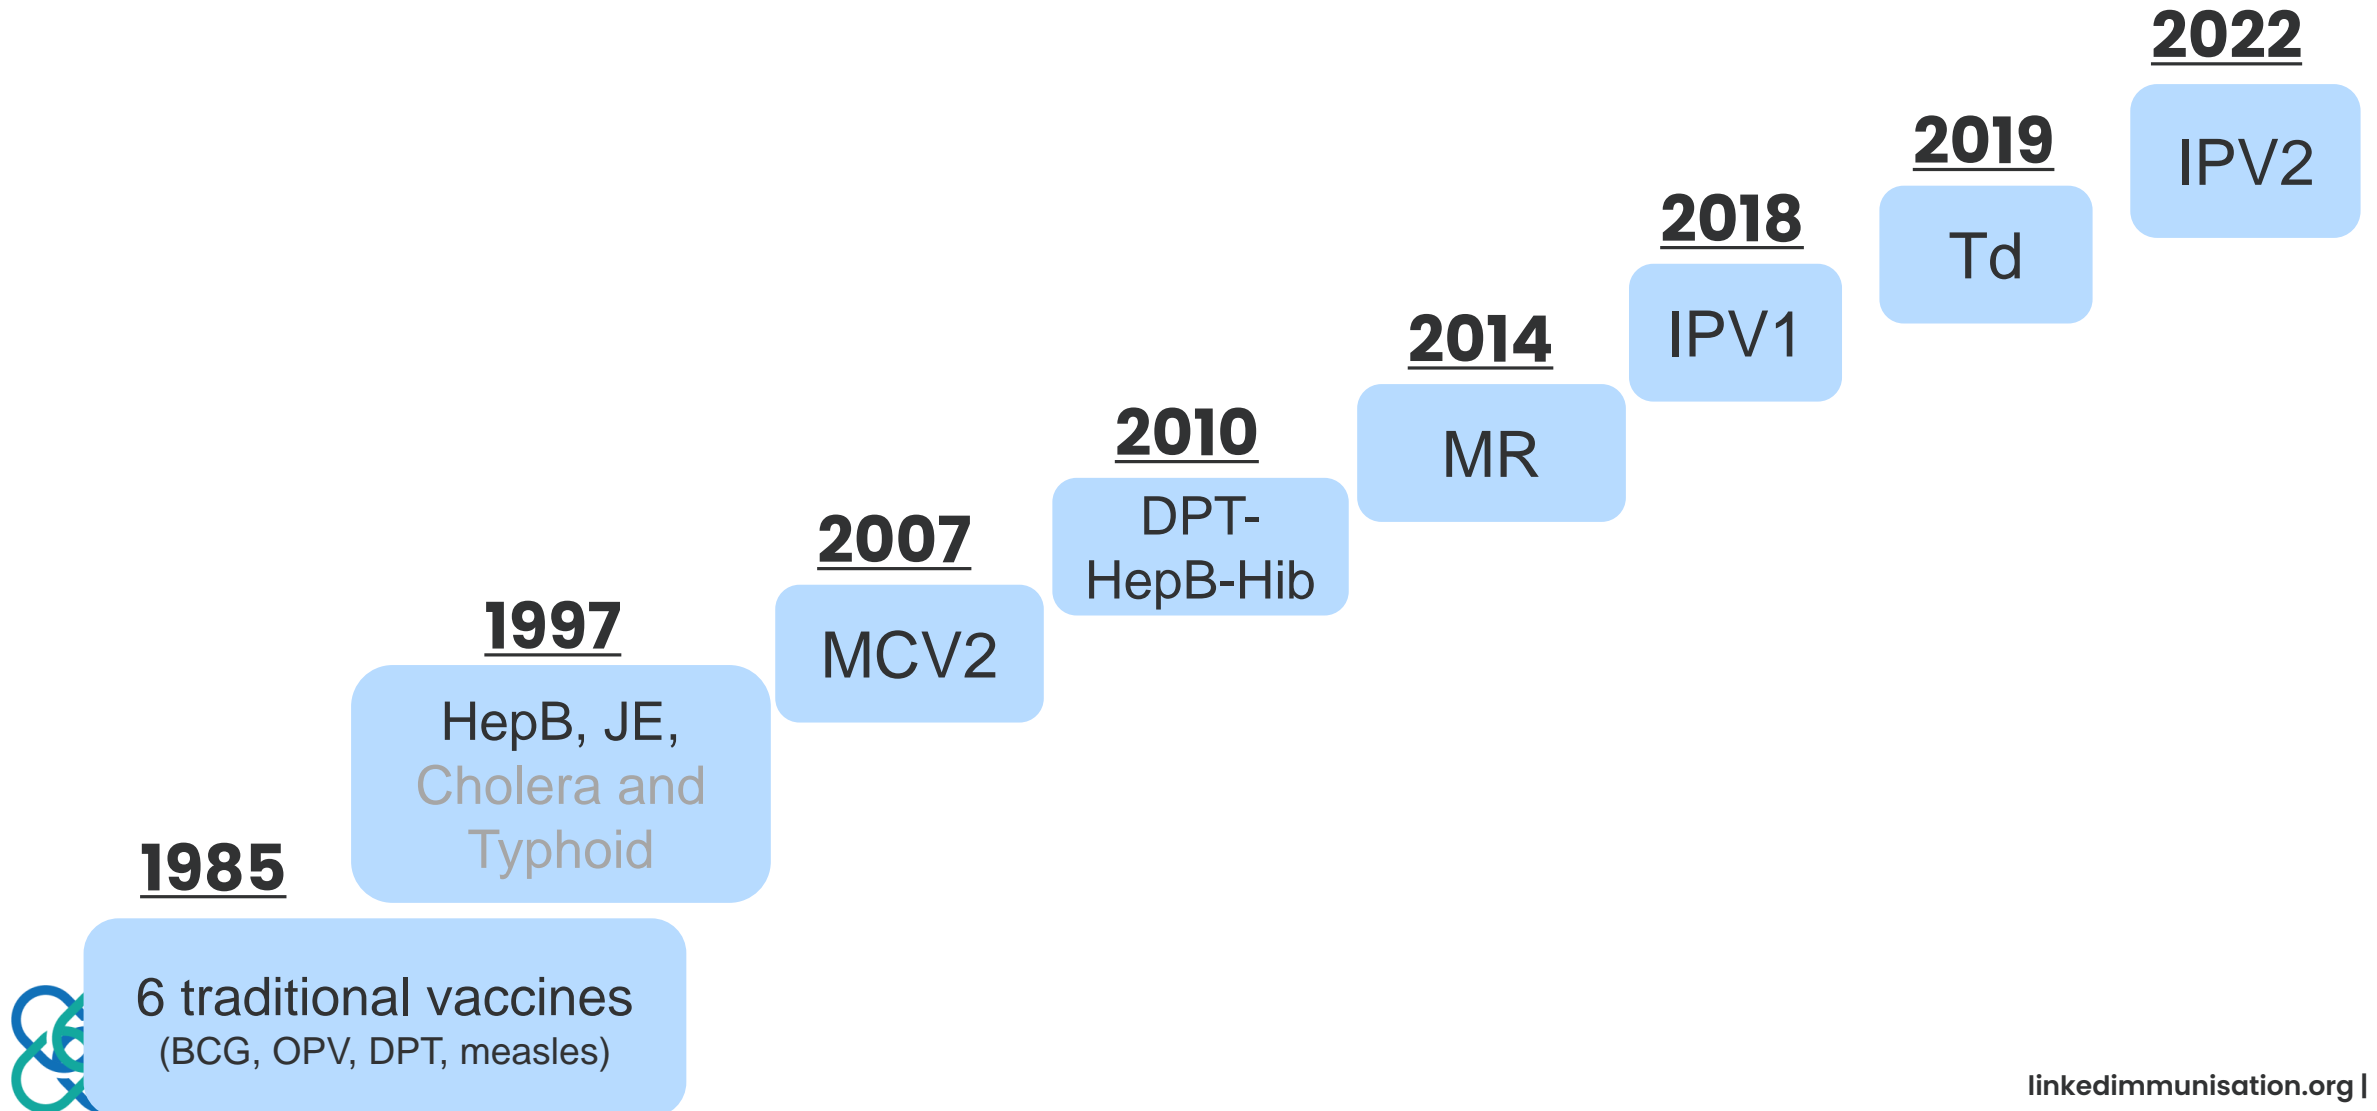 1985
6 traditional vaccines
(BCG, OPV, DPT, measles)
1997
HepB, JE,
Cholera and
Typhoid
2007
MCV2
2010
DPT-
HepB-Hib
2014
MR
2018
IPV1
2019
Td
2022
IPV2
linkedimmunisation.org |